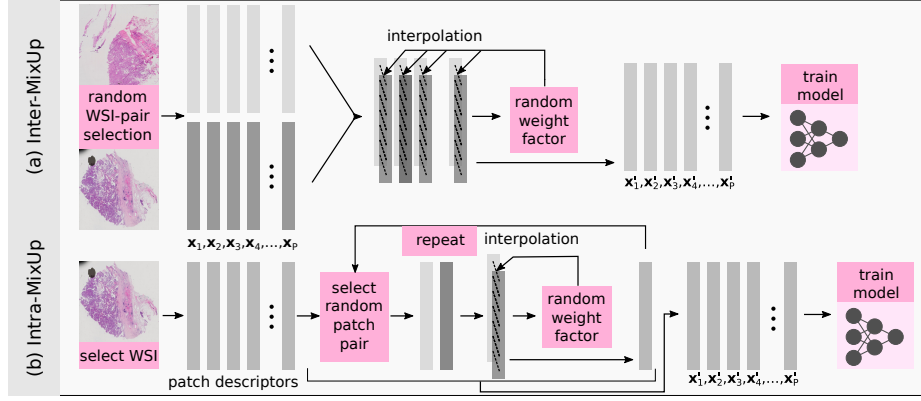 (a) Inter-MixUp
random
WSI-pair
selection
interpolation
random
weight
factor
train
model
x₁,x₂,x₃,x₄,...,xₚ
x'₁,x'₂,x'₃,x'₄,...,x'ₚ
(b) Intra-MixUp
select WSI
patch descriptors
repeat
select
random
patch
pair
interpolation
random
weight
factor
train
model
x'₁,x'₂,x'₃,x'₄,...,x'ₚ